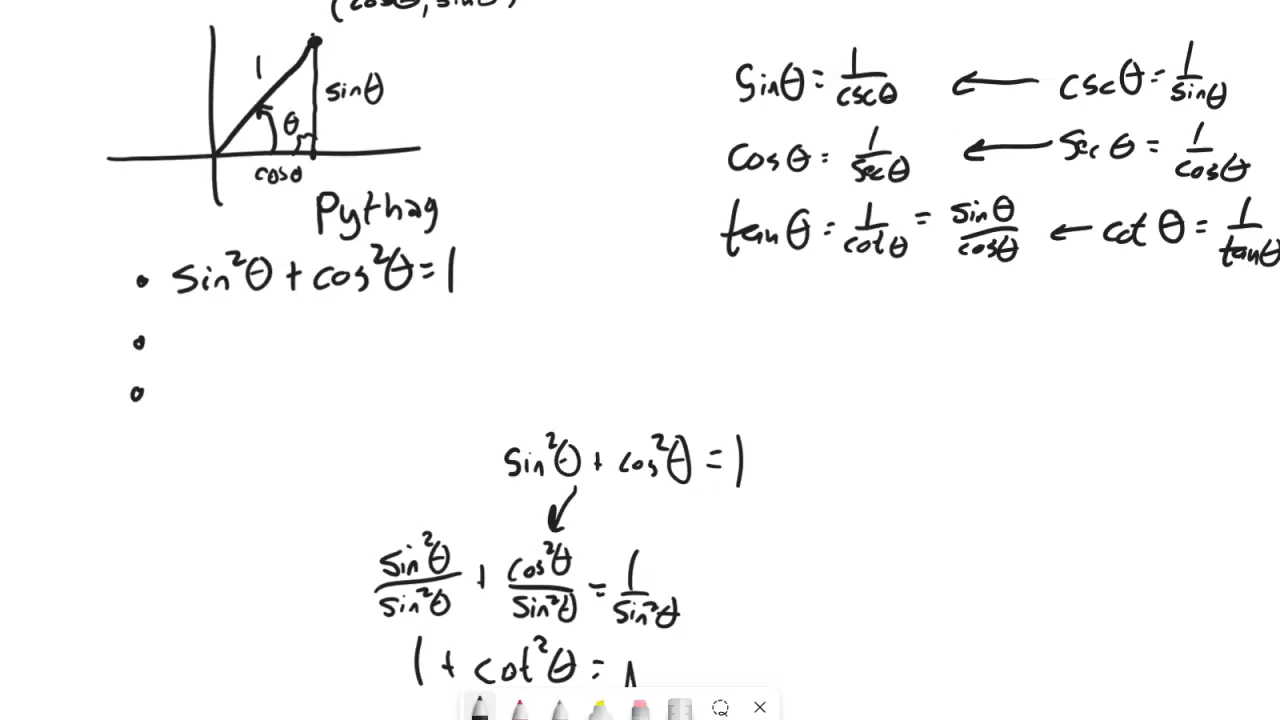 (cosθ, sinθ)
1
sinθ
θ
cosθ
Pythag
• sin²θ + cos²θ = 1
•
•
sinθ = 1/cscθ ← cscθ = 1/sinθ
cosθ = 1/secθ ← secθ = 1/cosθ
tanθ = 1/cotθ = sinθ/cosθ ← cotθ = 1/tanθ
sin²θ + cos²θ = 1
sin²θ/sin²θ + cos²θ/sin²θ = 1/sin²θ
1 + cot²θ =